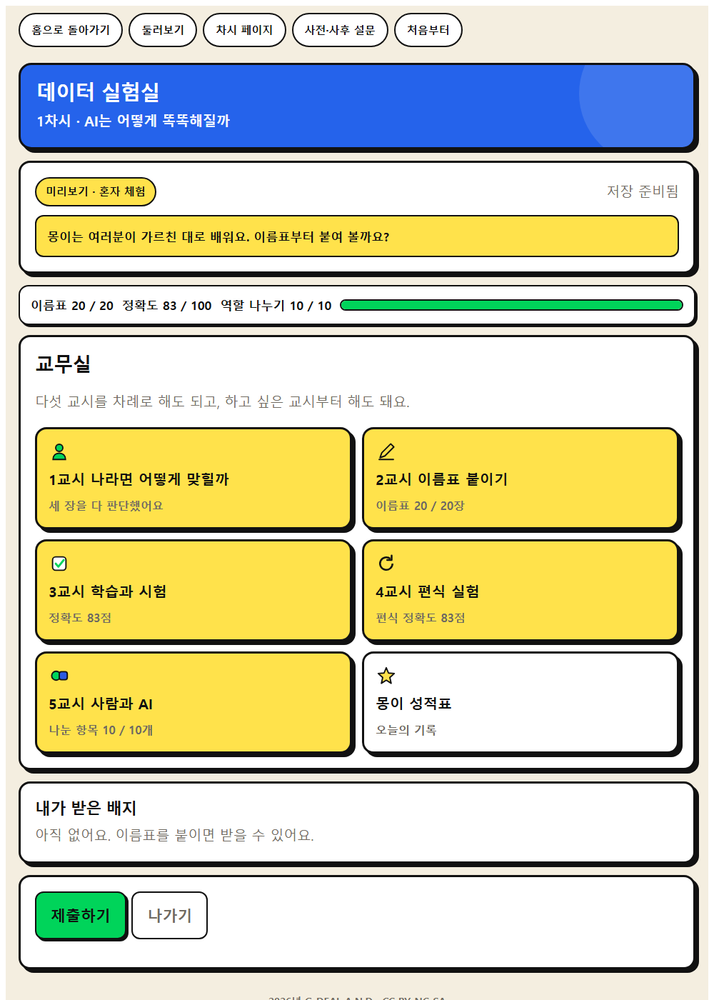 홈으로 돌아가기 둘러보기 차시 페이지 사전·사후 설문 처음부터
데이터 실험실
1차시 · AI는 어떻게 똑똑해질까
미리보기 · 혼자 체험 저장 준비됨
몽이는 여러분이 가르친 대로 배워요. 이름표부터 붙여 볼까요?
이름표 20 / 20 정확도 83 / 100 역할 나누기 10 / 10
교무실
다섯 교시를 차례로 해도 되고, 하고 싶은 교시부터 해도 돼요.
1교시 나라면 어떻게 맞힐까
세 장을 다 판단했어요
2교시 이름표 붙이기
이름표 20 / 20장
3교시 학습과 시험
정확도 83점
4교시 편식 실험
편식 정확도 83점
5교시 사람과 AI
나눈 항목 10 / 10개
몽이 성적표
오늘의 기록
내가 받은 배지
아직 없어요. 이름표를 붙이면 받을 수 있어요.
제출하기 나가기